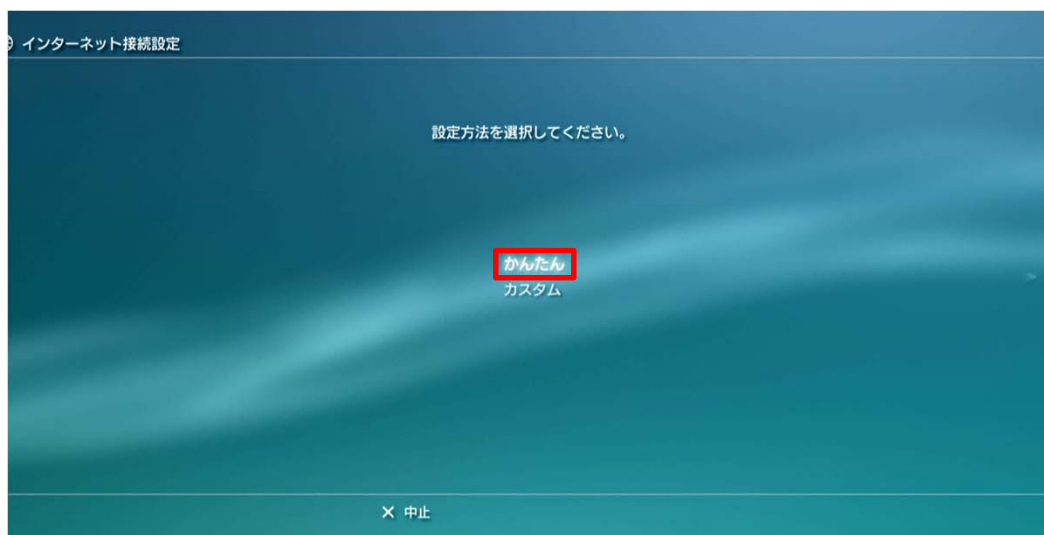 インターネット接続設定
設定方法を選択してください。
かんたん
カスタム
× 中止